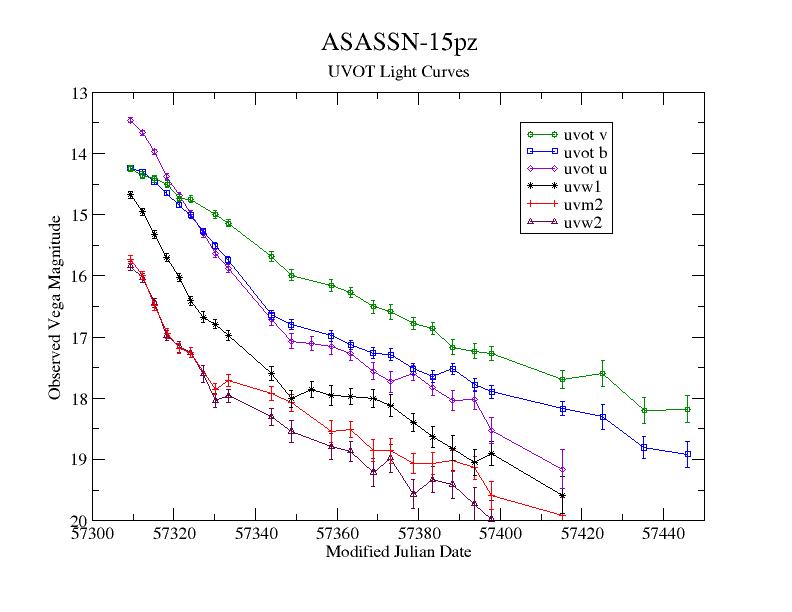 ASASSN-15pz
UVOT Light Curves
13
14
15
16
17
18
19
20
Observed Vega Magnitude
uvot v
uvot b
uvot u
uvw1
uvm2
uvw2
57300 57320 57340 57360 57380 57400 57420 57440
Modified Julian Date